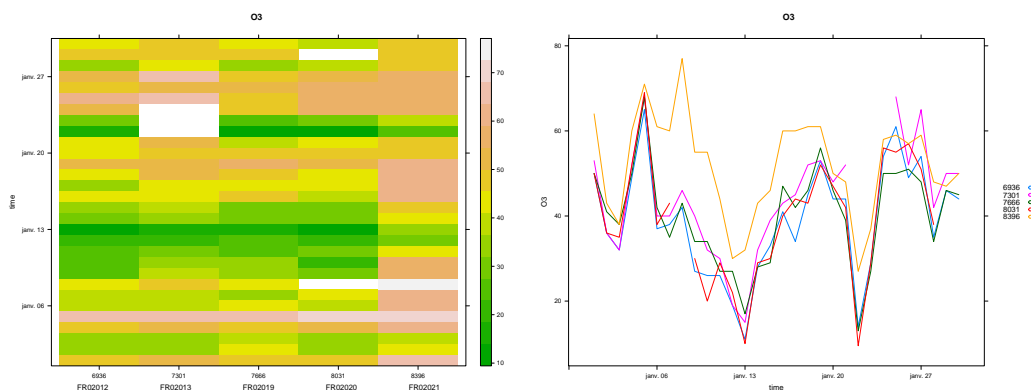 O3
janv. 27
janv. 20
janv. 13
janv. 06
time
6936
7301
7666
8031
8396
FR02012
FR02013
FR02019
FR02020
FR02021
70
60
50
40
30
20
10
O3
80
60
40
20
O3
janv. 06
janv. 13
janv. 20
janv. 27
time
6936
7301
7666
8031
8396